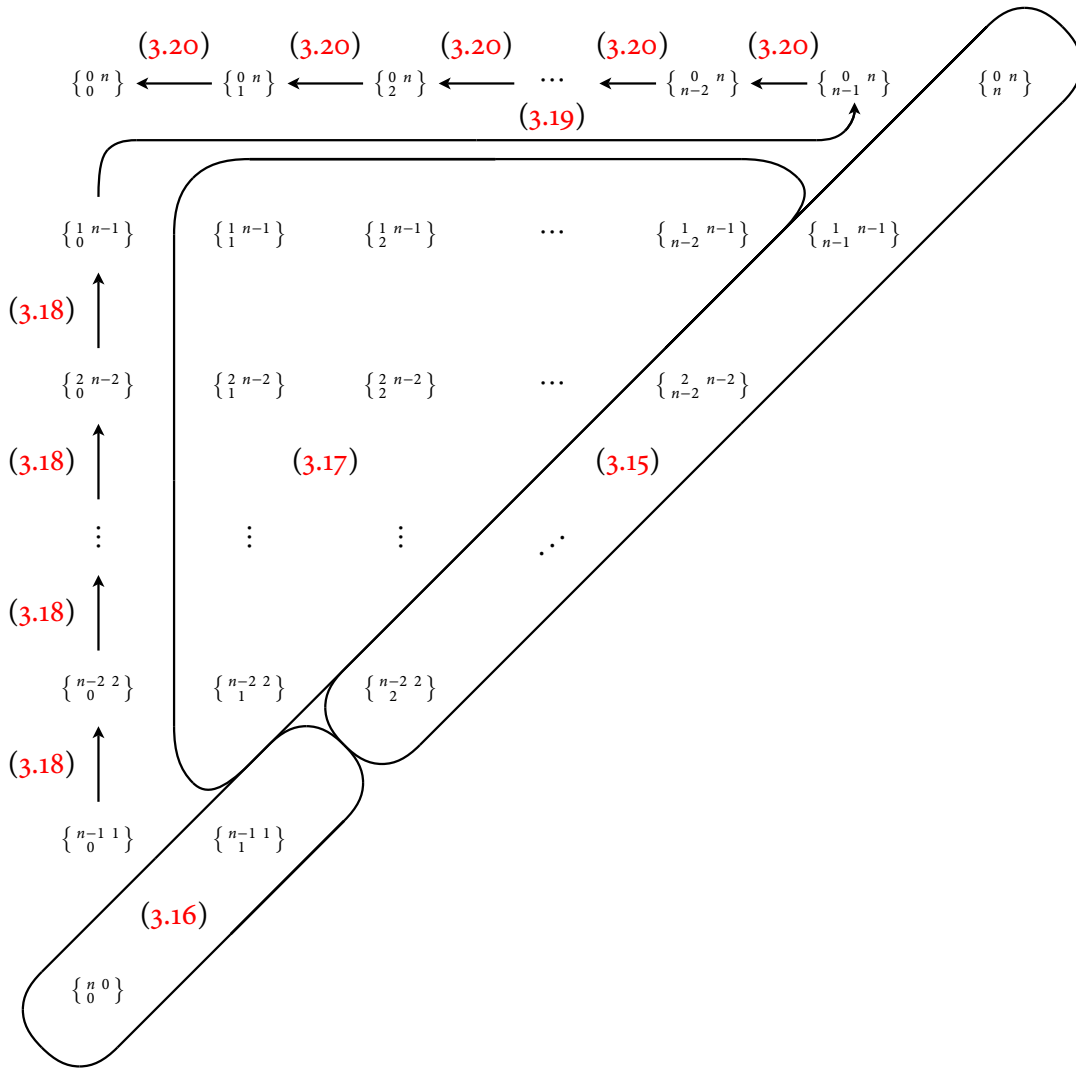 (3.20) (3.20) (3.20) (3.20) (3.20)
{ 0 n 0 } { 0 n 1 } { 0 n 2 } ⋯ { 0 n n−2 } { 0 n n−1 } { 0 n n }
(3.19)
{ 1 n−1 0 } { 1 n−1 1 } { 1 n−1 2 } ⋯ { 1 n−1 n−2 } { 1 n−1 n−1 }
(3.18)
{ 2 n−2 0 } { 2 n−2 1 } { 2 n−2 2 } ⋯ { 2 n−2 n−2 }
(3.18) (3.17) (3.15)
⋮ ⋮ ⋮ ⋰
(3.18)
{ n−2 2 0 } { n−2 2 1 } { n−2 2 2 }
(3.18)
{ n−1 1 0 } { n−1 1 1 }
(3.16)
{ n 0 0 }